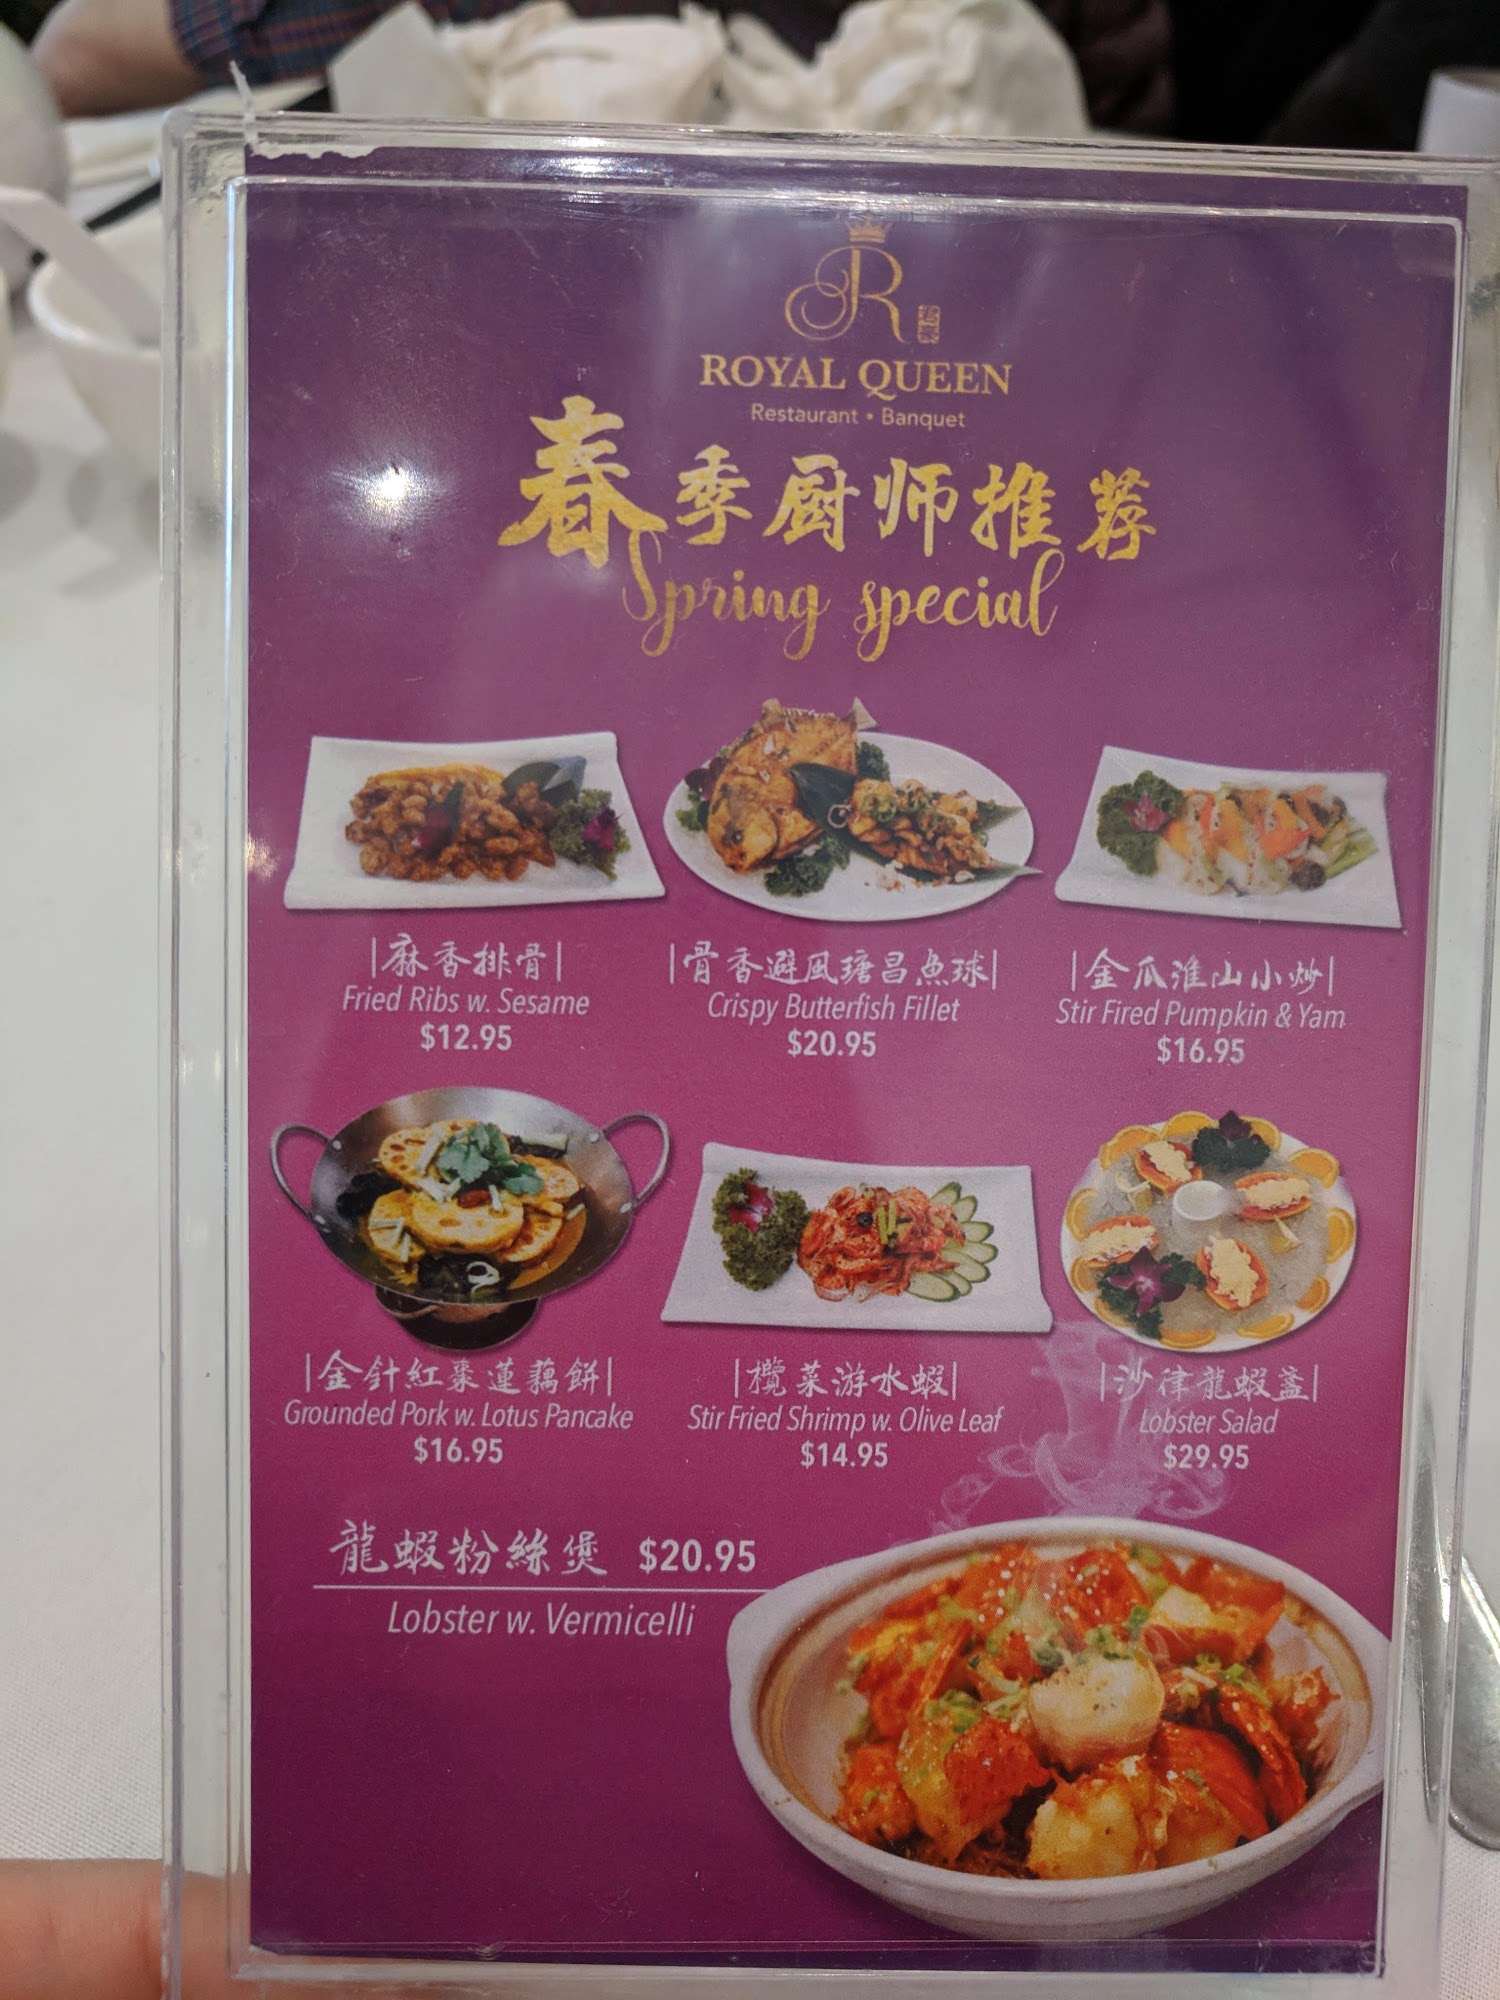 R
ROYAL QUEEN
Restaurant • Banquet
春季厨师推荐
Spring special
|麻香排骨|
Fried Ribs w. Sesame
$12.95
|骨香避風瑭昌魚球|
Crispy Butterfish Fillet
$20.95
|金瓜淮山小炒|
Stir Fired Pumpkin & Yam
$16.95
|金針紅棗蓮藕餅|
Grounded Pork w. Lotus Pancake
$16.95
|欖菜游水蝦|
Stir Fried Shrimp w. Olive Leaf
$14.95
|沙律龍蝦盞|
Lobster Salad
$29.95
龍蝦粉絲煲 $20.95
Lobster w. Vermicelli